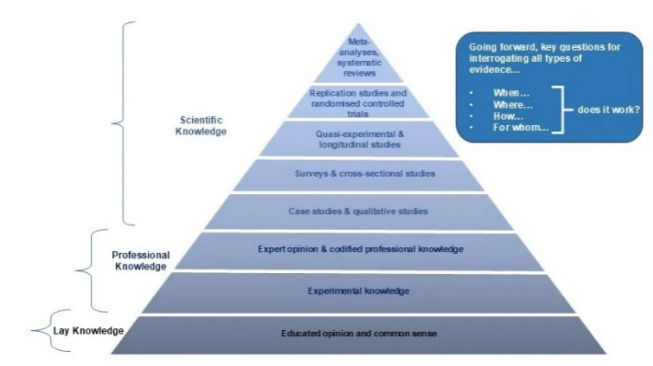 Meta-
analyses,
systematic
reviews
Replication studies and
randomised controlled
trials
Quasi-experimental &
longitudinal studies
Surveys & cross-sectional studies
Case studies & qualitative studies
Expert opinion & codified professional knowledge
Experimental knowledge
Educated opinion and common sense
Scientific
Knowledge
Professional
Knowledge
Lay Knowledge
Going forward, key questions for
interrogating all types of
evidence...
• When...
• Where...
• How...
• For whom...
does it work?